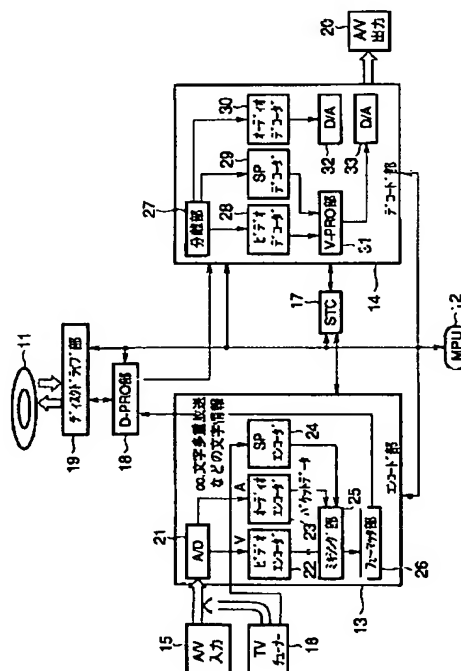 11
ディスクドライブ部
19
D-PRO部
18
∞.文字多重放送
などの文字情報
15
A/V
入力
TV
チューナー
18
21
A/D
V
A
ビデオ
エンコーダ
22
オーディオ
エンコーダ
23
SP
エンコーダ
24
パケットデータ
ミキシング部
25
フォーマッタ部
26
エンコード部
13
STC
17
MPU
12
27
分離部
ビデオ
デコーダ
28
SP
デコーダ
29
オーディオ
デコーダ
30
V-PRO部
31
D/A
32
D/A
33
デコード部
14
A/V
出力
20